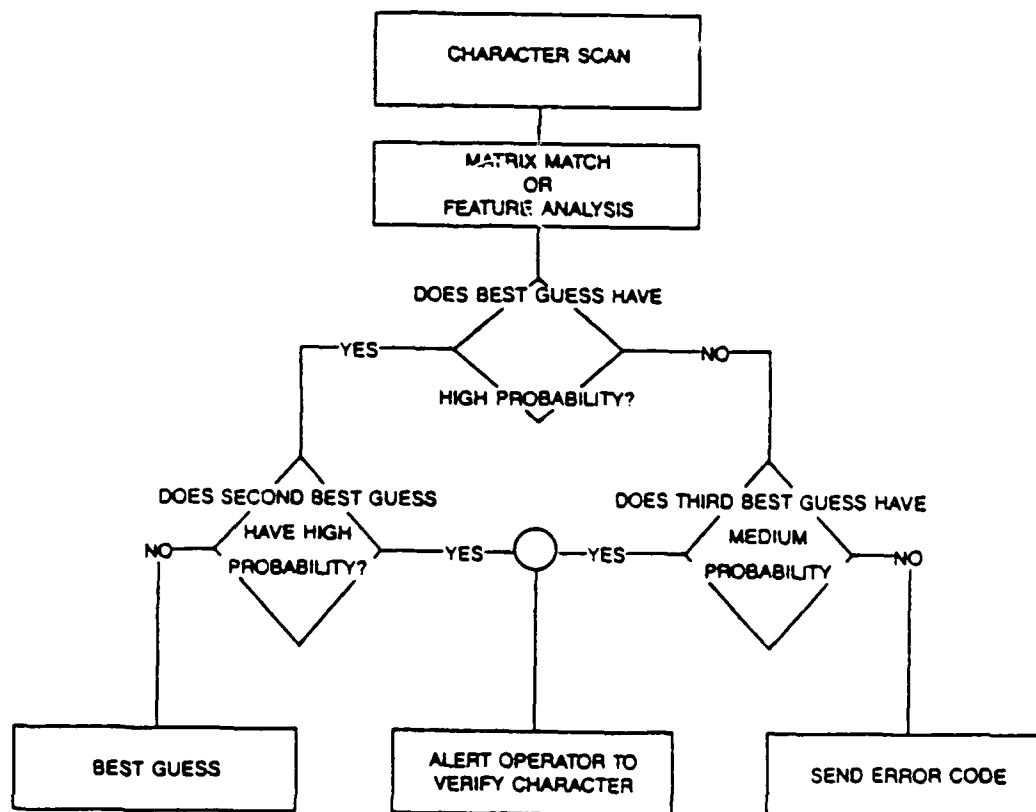 CHARACTER SCAN
MATRIX MATCH
OR
FEATURE ANALYSIS
DOES BEST GUESS HAVE
YES
NO
HIGH PROBABILITY?
DOES SECOND BEST GUESS
HAVE HIGH
PROBABILITY?
DOES THIRD BEST GUESS HAVE
MEDIUM
PROBABILITY
NO
YES
YES
NO
BEST GUESS
ALERT OPERATOR TO
VERIFY CHARACTER
SEND ERROR CODE